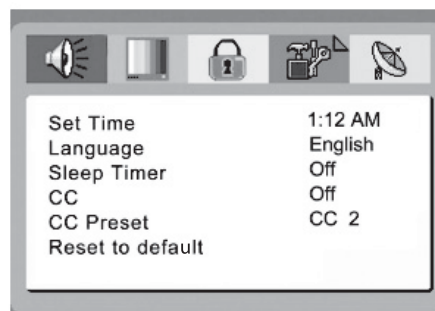 Set Time 1:12 AM
Language English
Sleep Timer Off
CC Off
CC Preset CC 2
Reset to default